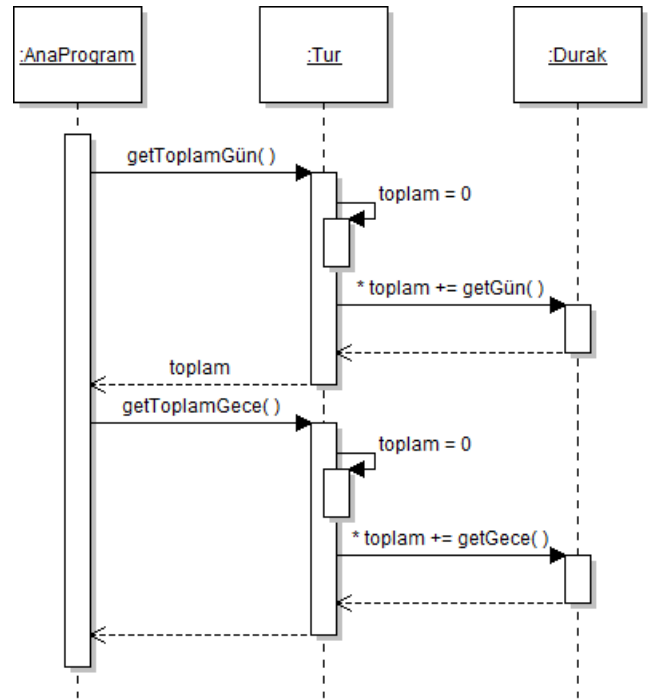 :AnaProgram
:Tur
:Durak
getToplamGün( )
toplam = 0
* toplam += getGün( )
toplam
getToplamGece( )
toplam = 0
* toplam += getGece( )